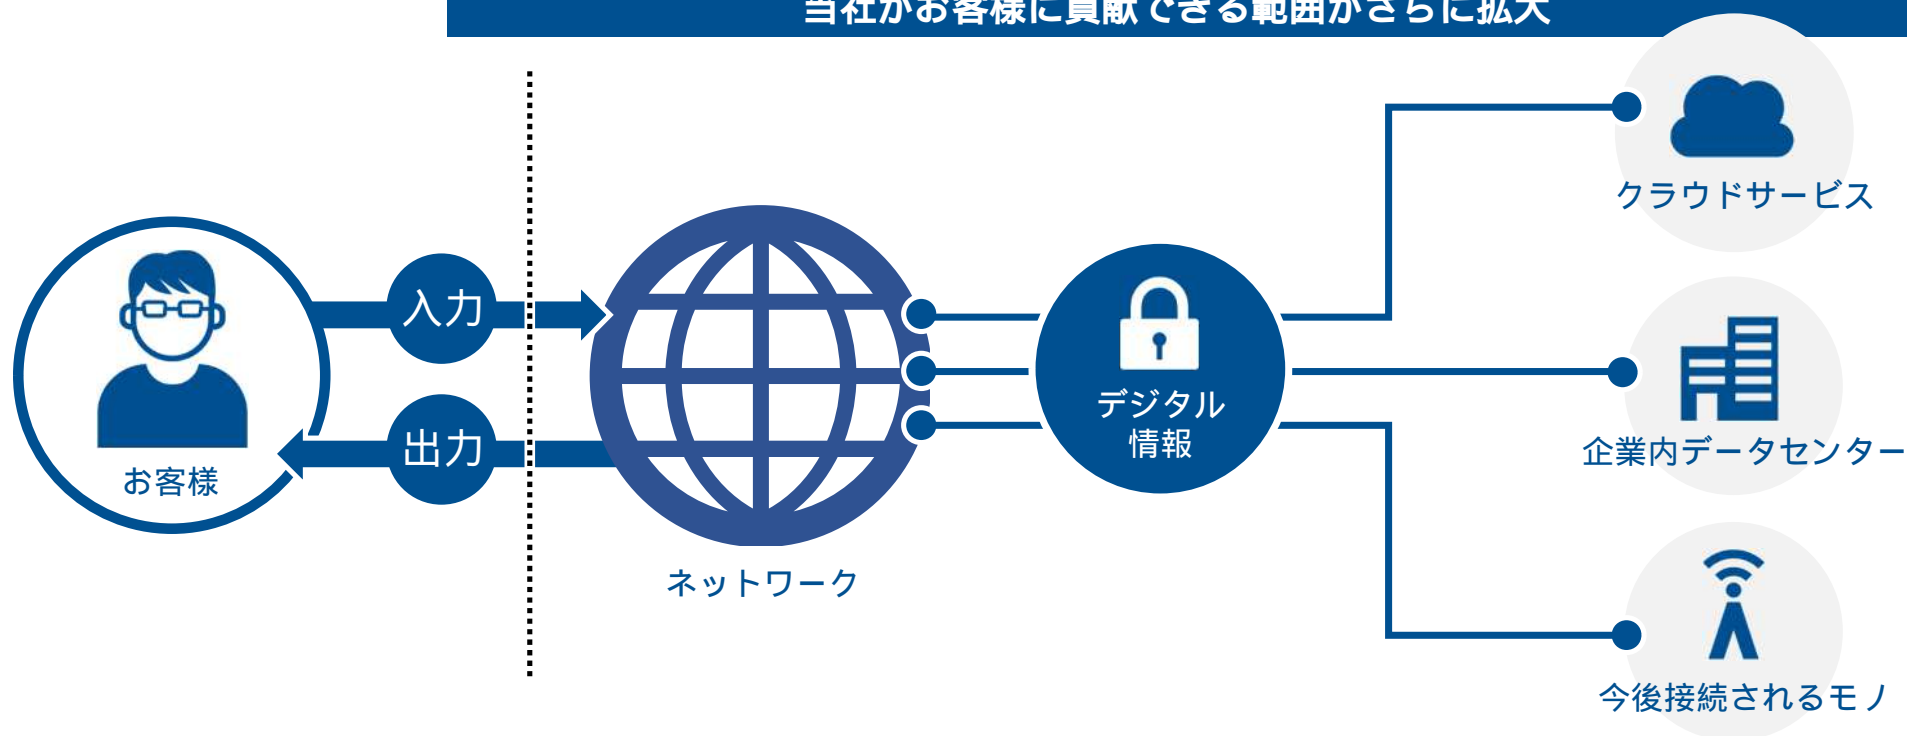 当社がお客様に貢献できる範囲がさらに拡大
クラウドサービス
入力
出力
お客様
ネットワーク
デジタル
情報
企業内データセンター
今後接続されるモノ